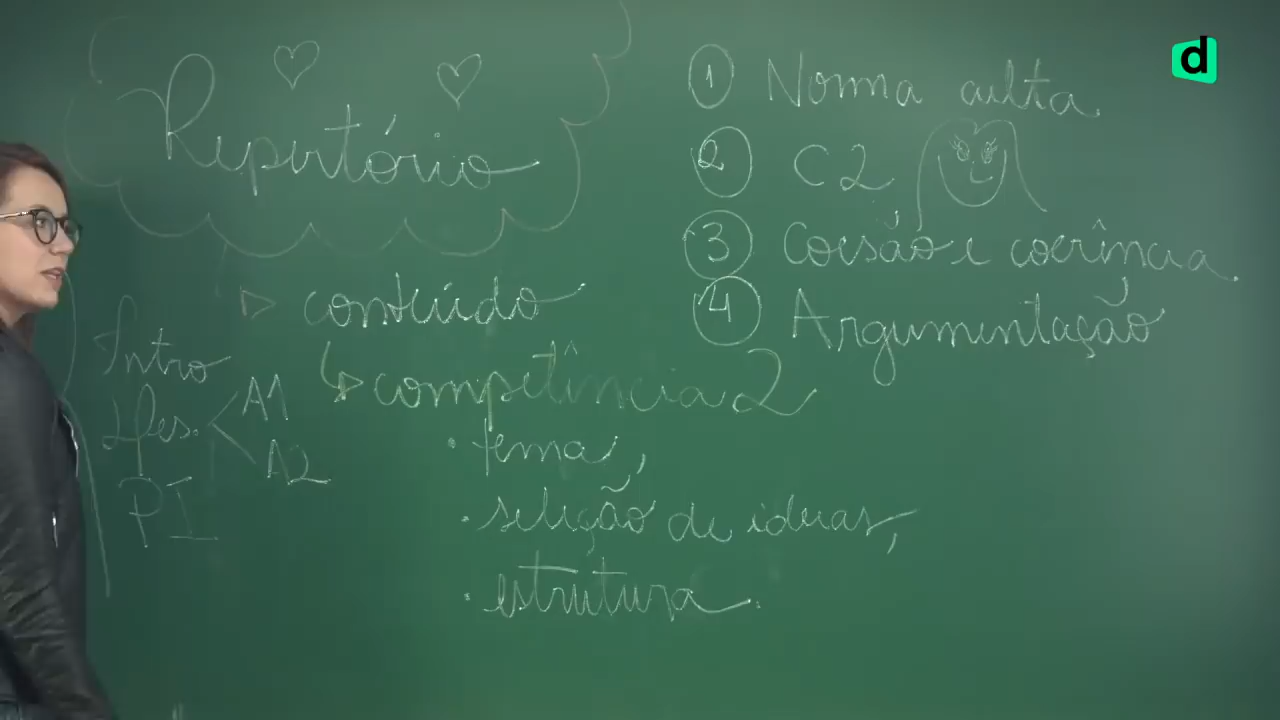 Repertório
conteúdo
competência 2
· tema,
· seleção de ideias,
· estrutura.
Intro
Des. < A1
A2
PI
1 Norma culta.
2 C2
3 Coesão e coerência.
4 Argumentação
d